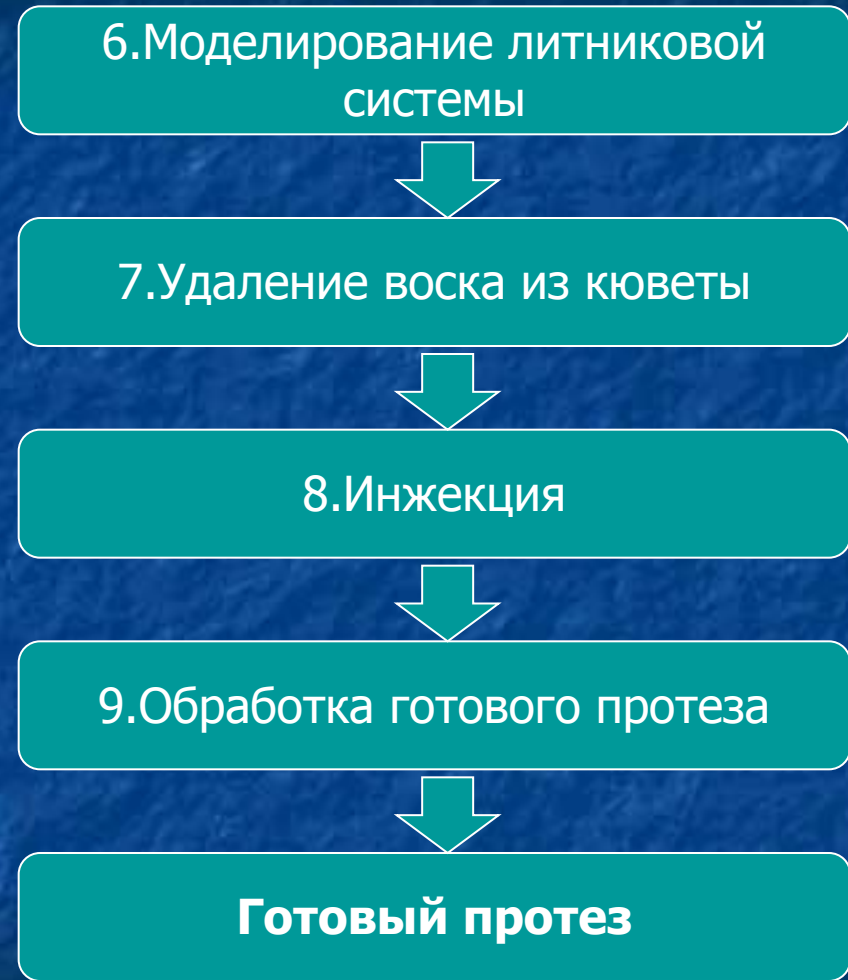 6.Моделирование литниковой
системы
7.Удаление воска из кюветы
8.Инжекция
9.Обработка готового протеза
Готовый протез